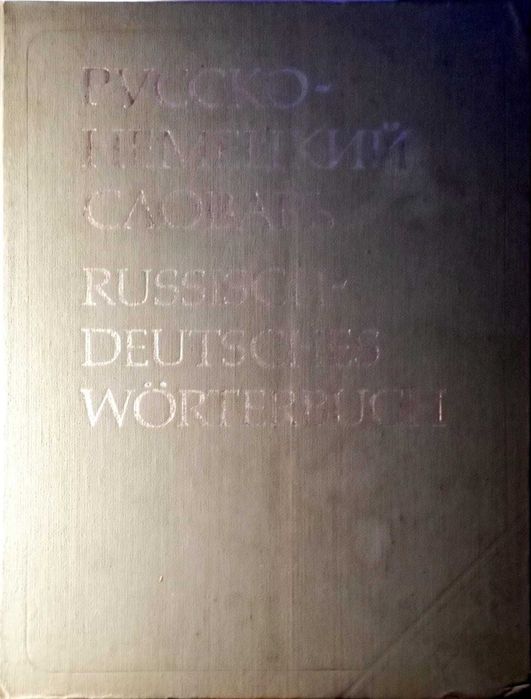 РУССКО-
НЕМЕЦКИЙ
СЛОВАРЬ
RUSSISCH-
DEUTSCHES
WÖRTERBUCH